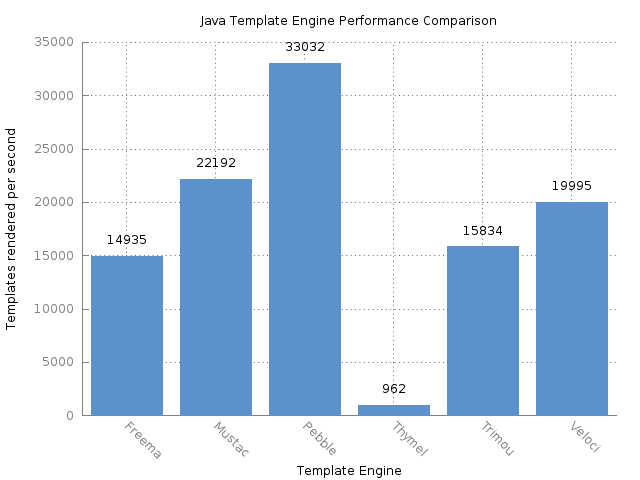 Java Template Engine Performance Comparison
35000
30000
25000
20000
15000
10000
5000
0
Templates rendered per second
14935
22192
33032
962
15834
19995
Freema
Mustac
Pebble
Thymel
Trimou
Veloci
Template Engine